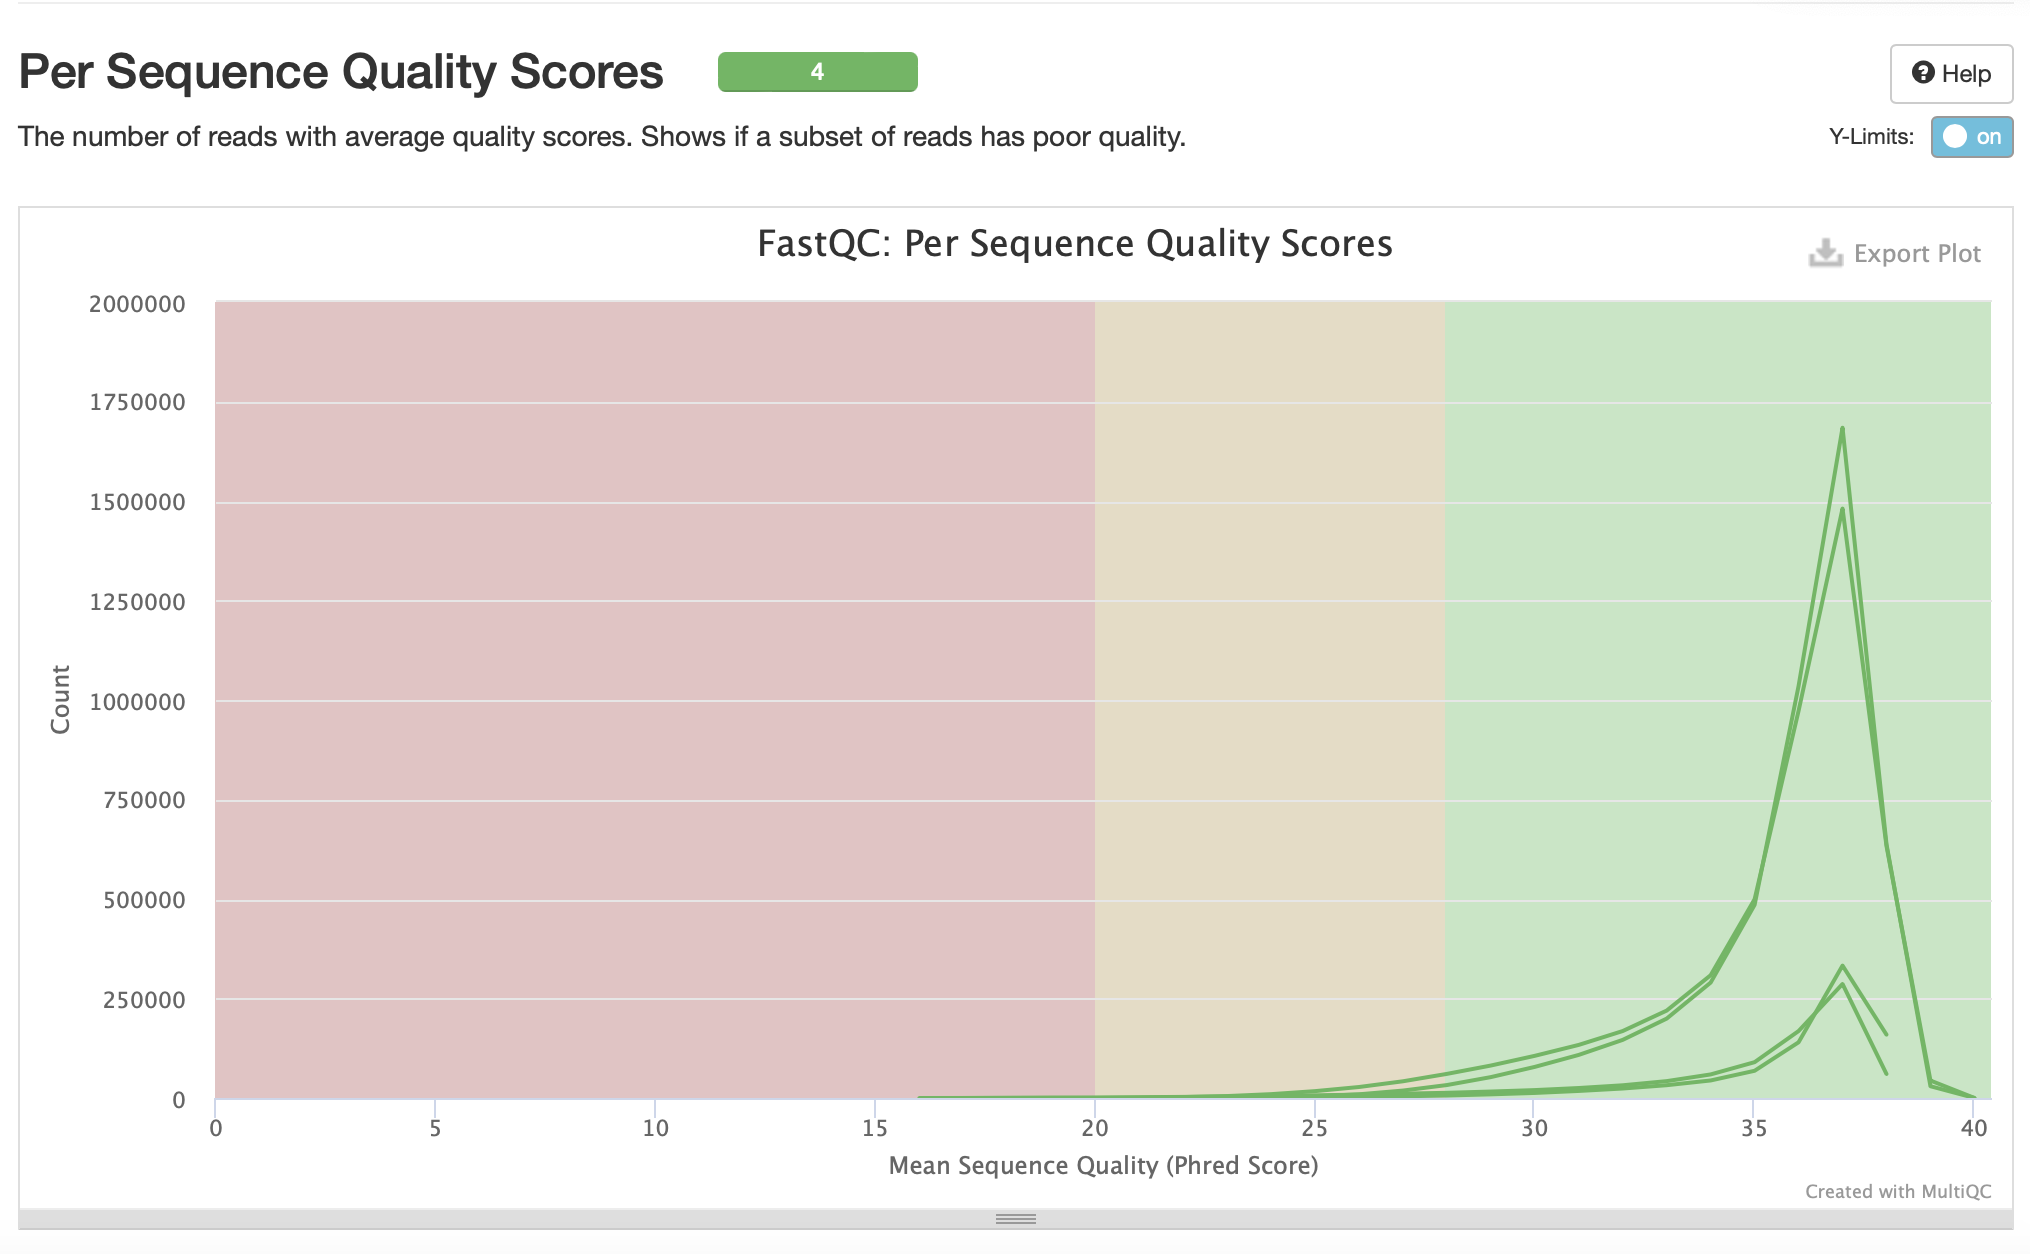 Per Sequence Quality Scores
4
Help
The number of reads with average quality scores. Shows if a subset of reads has poor quality.
Y-Limits: on
FastQC: Per Sequence Quality Scores
Export Plot
2000000
1750000
1500000
1250000
1000000
750000
500000
250000
0
Count
0 5 10 15 20 25 30 35 40
Mean Sequence Quality (Phred Score)
Created with MultiQC